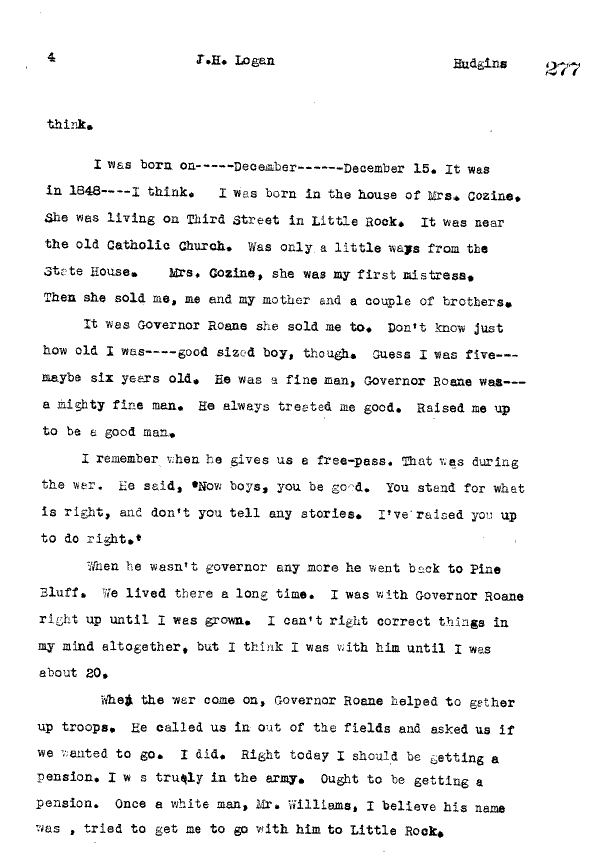 4 J.H. Logan Hudgins 277
think.
I was born on-----December------December 15. It was
in 1848----I think. I was born in the house of Mrs. Cozine.
She was living on Third Street in Little Rock. It was near
the old Catholic Church. Was only a little ways from the
State House. Mrs. Cozine, she was my first mistress.
Then she sold me, me and my mother and a couple of brothers.
It was Governor Roane she sold me to. Don't know just
how old I was----good sized boy, though. Guess I was five---
maybe six years old. He was a fine man, Governor Roane was---
a mighty fine man. He always treated me good. Raised me up
to be a good man.
I remember when he gives us a free-pass. That was during
the war. He said, "Now boys, you be good. You stand for what
is right, and don't you tell any stories. I've raised you up
to do right."
When he wasn't governor any more he went back to Pine
Bluff. We lived there a long time. I was with Governor Roane
right up until I was grown. I can't right correct things in
my mind altogether, but I think I was with him until I was
about 20.
When the war come on, Governor Roane helped to gather
up troops. He called us in out of the fields and asked us if
we wanted to go. I did. Right today I should be getting a
pension. I w s truely in the army. Ought to be getting a
pension. Once a white man, Mr. Williams, I believe his name
was , tried to get me to go with him to Little Rock.